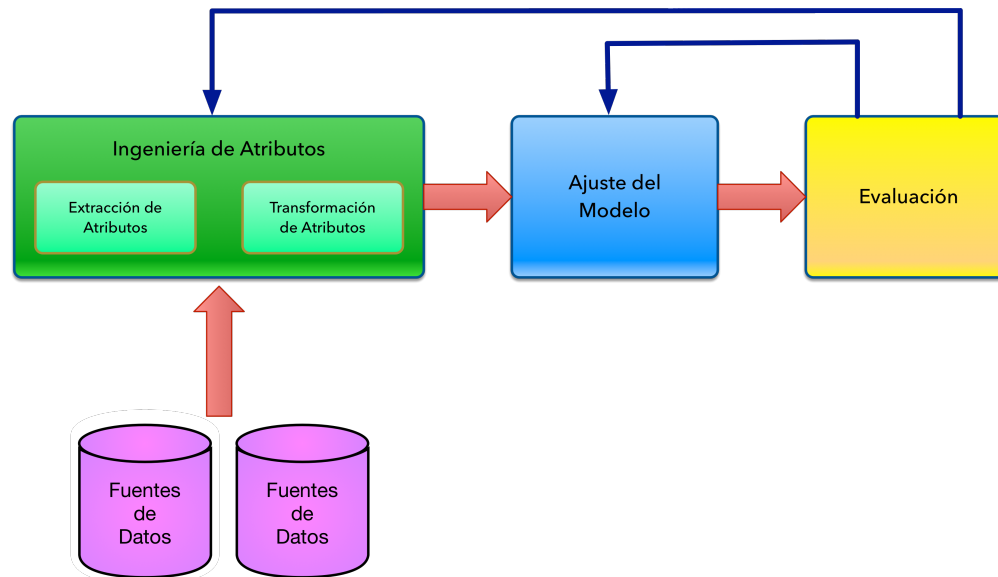 Ingeniería de Atributos
Extracción de
Atributos
Transformación
de Atributos
Ajuste del
Modelo
Evaluación
Fuentes
de
Datos
Fuentes
de
Datos